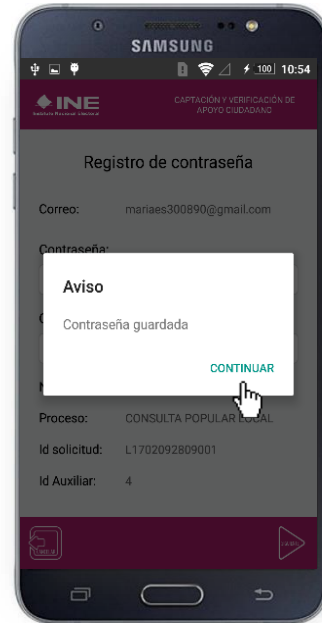 SAMSUNG
100 10:54
INE
Instituto Nacional Electoral
CAPTACIÓN Y VERIFICACIÓN DE
APOYO CIUDADANO
Registro de contraseña
Correo: mariaes300890@gmail.com
Contraseña:
Aviso
Contraseña guardada
CONTINUAR
Proceso: CONSULTA POPULAR LOCAL
Id solicitud: L1702092809001
Id Auxiliar: 4